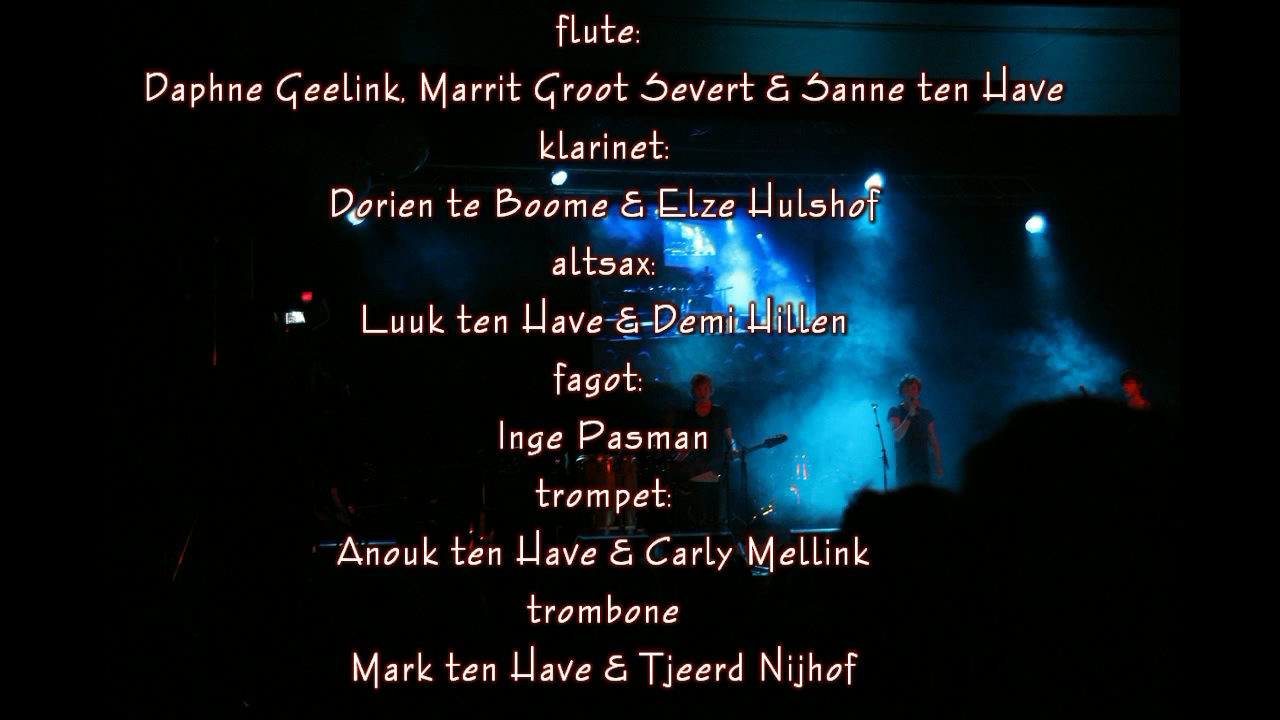 flute:
Daphne Geelink, Marrit Groot Severt & Sanne ten Have
klarinet:
Dorien te Boome & Elze Hulshof
altsax:
Luuk ten Have & Demi Hillen
fagot:
Inge Pasman
trompet:
Anouk ten Have & Carly Mellink
trombone
Mark ten Have & Tjeerd Nijhof